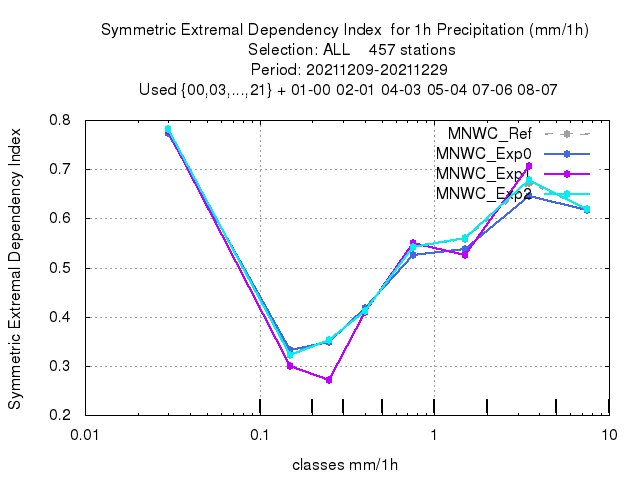 Symmetric Extremal Dependency Index  for 1h Precipitation (mm/1h)
Selection: ALL    457 stations
Period: 20211209-20211229
Used {00,03,...,21} + 01-00 02-01 04-03 05-04 07-06 08-07
Symmetric Extremal Dependency Index
0.8
0.7
0.6
0.5
0.4
0.3
0.2
MNWC_Ref
MNWC_Exp0
MNWC_Exp1
MNWC_Exp2
0.01
0.1
1
10
classes mm/1h